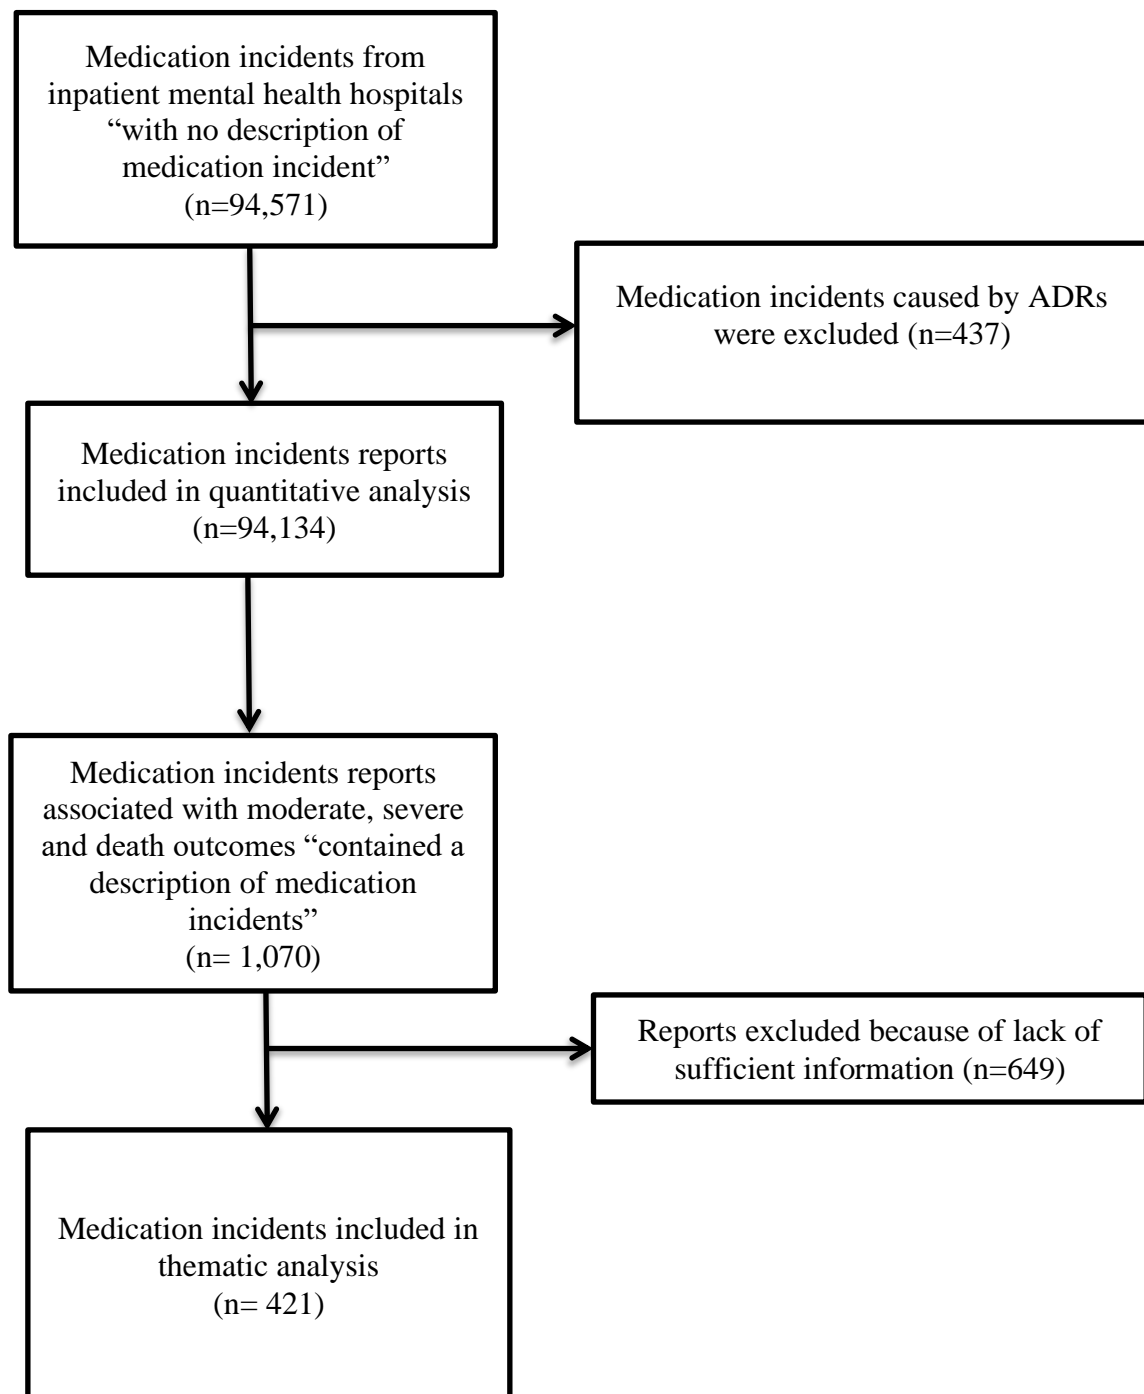 Medication incidents from
inpatient mental health hospitals
“with no description of
medication incident”
(n=94,571)
Medication incidents caused by ADRs
were excluded (n=437)
Medication incidents reports
included in quantitative analysis
(n=94,134)
Medication incidents reports
associated with moderate, severe
and death outcomes “contained a
description of medication
incidents”
(n= 1,070)
Reports excluded because of lack of
sufficient information (n=649)
Medication incidents included in
thematic analysis
(n= 421)